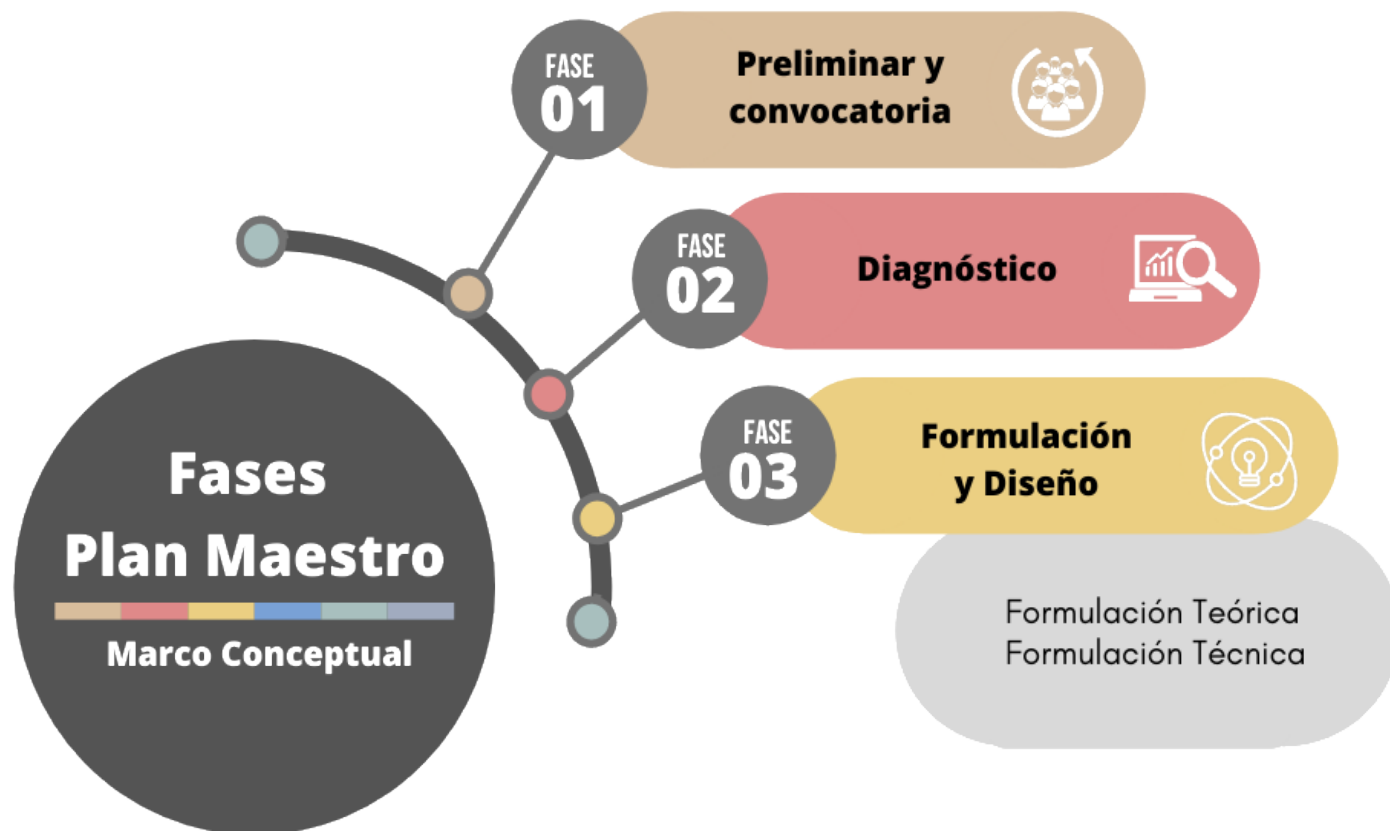 FASE
01
Preliminar y
convocatoria
FASE
02
Diagnóstico
FASE
03
Formulación
y Diseño
Formulación Teórica
Formulación Técnica
Fases
Plan Maestro
Marco Conceptual